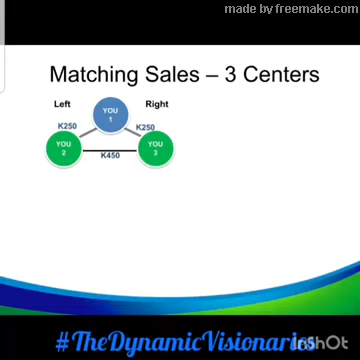 made by freemake.com
Matching Sales – 3 Centers
Left
Right
YOU
1
K250
K250
YOU
2
YOU
3
K450
#TheDynamicVisionaries
InShOt